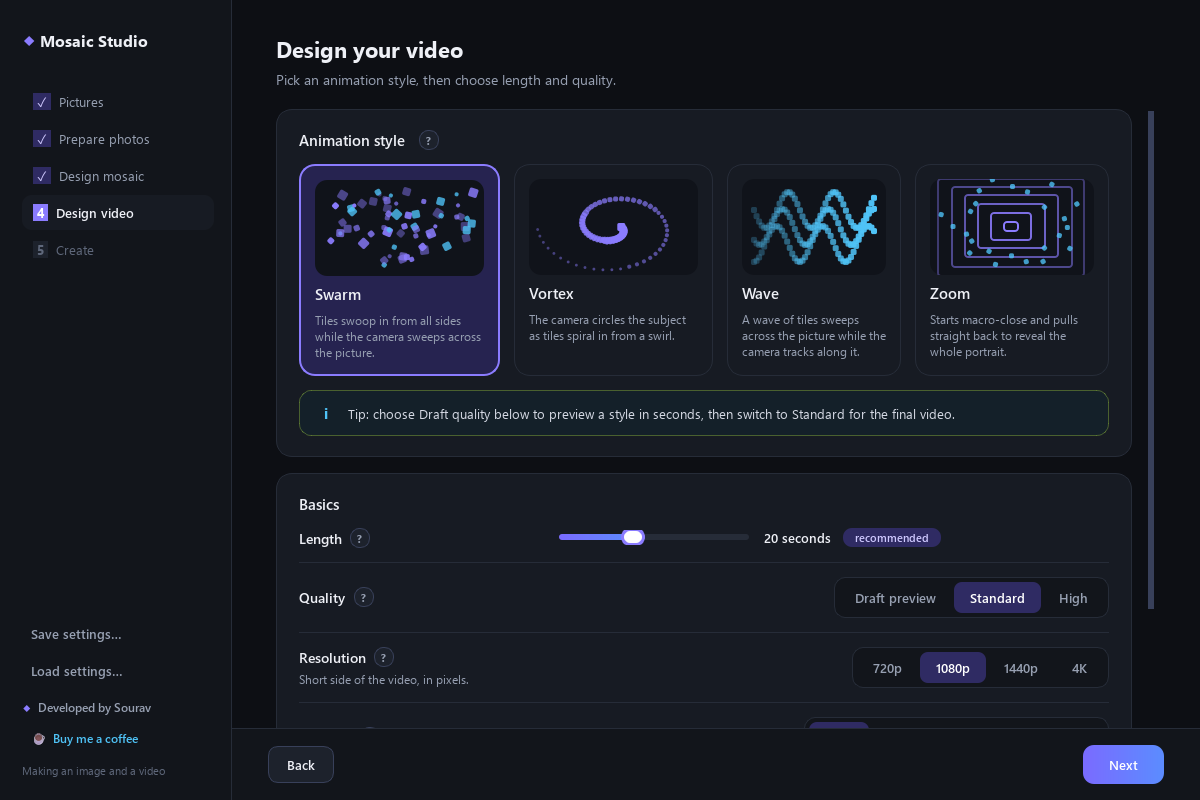 Mosaic Studio
✓ Pictures
✓ Prepare photos
✓ Design mosaic
4 Design video
5 Create
Save settings...
Load settings...
Developed by Sourav
Buy me a coffee
Making an image and a video
Design your video
Pick an animation style, then choose length and quality.
Animation style ?
Swarm
Tiles swoop in from all sides
while the camera sweeps across
the picture.
Vortex
The camera circles the subject
as tiles spiral in from a swirl.
Wave
A wave of tiles sweeps
across the picture while the
camera tracks along it.
Zoom
Starts macro-close and pulls
straight back to reveal the
whole portrait.
i Tip: choose Draft quality below to preview a style in seconds, then switch to Standard for the final video.
Basics
Length ? 20 seconds recommended
Quality ? Draft preview Standard High
Resolution ? 720p 1080p 1440p 4K
Short side of the video, in pixels.
Back Next